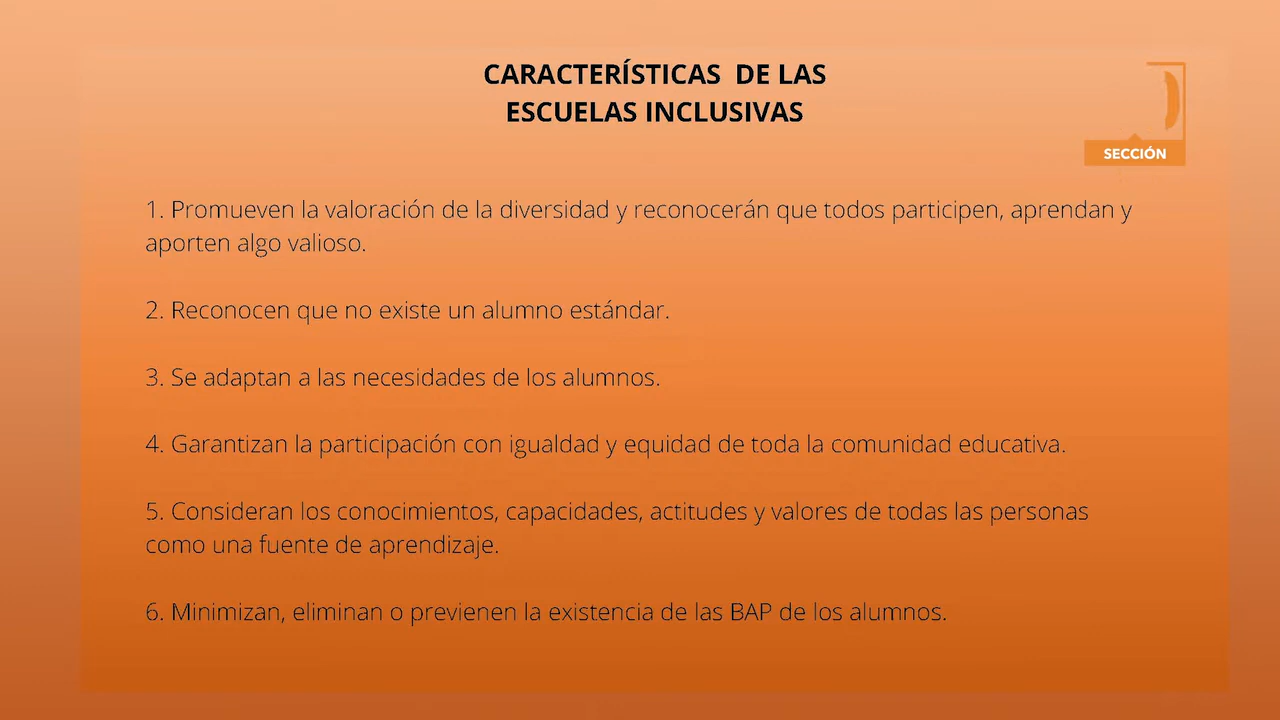 CARACTERÍSTICAS DE LAS
ESCUELAS INCLUSIVAS
SECCIÓN
1. Promueven la valoración de la diversidad y reconocerán que todos participen, aprendan y
aporten algo valioso.
2. Reconocen que no existe un alumno estándar.
3. Se adaptan a las necesidades de los alumnos.
4. Garantizan la participación con igualdad y equidad de toda la comunidad educativa.
5. Consideran los conocimientos, capacidades, actitudes y valores de todas las personas
como una fuente de aprendizaje.
6. Minimizan, eliminan o previenen la existencia de las BAP de los alumnos.